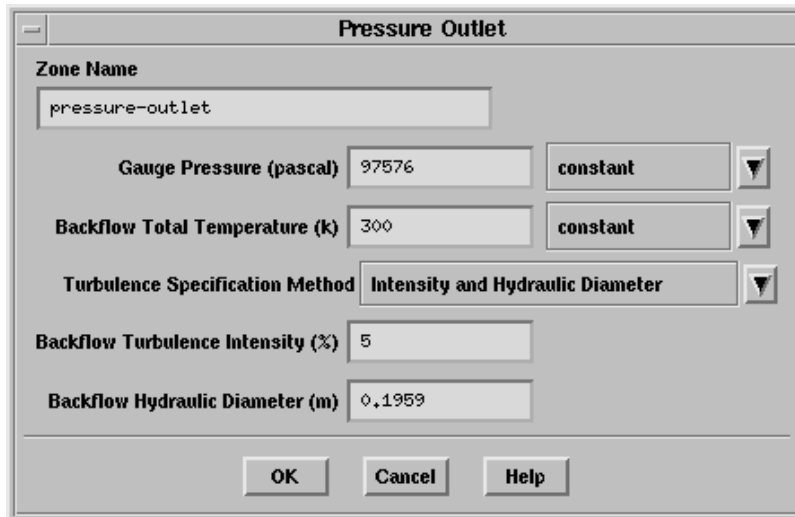 Pressure Outlet
Zone Name
pressure-outlet
Gauge Pressure (pascal) 97576 constant
Backflow Total Temperature (k) 300 constant
Turbulence Specification Method Intensity and Hydraulic Diameter
Backflow Turbulence Intensity (%) 5
Backflow Hydraulic Diameter (m) 0.1959
OK Cancel Help